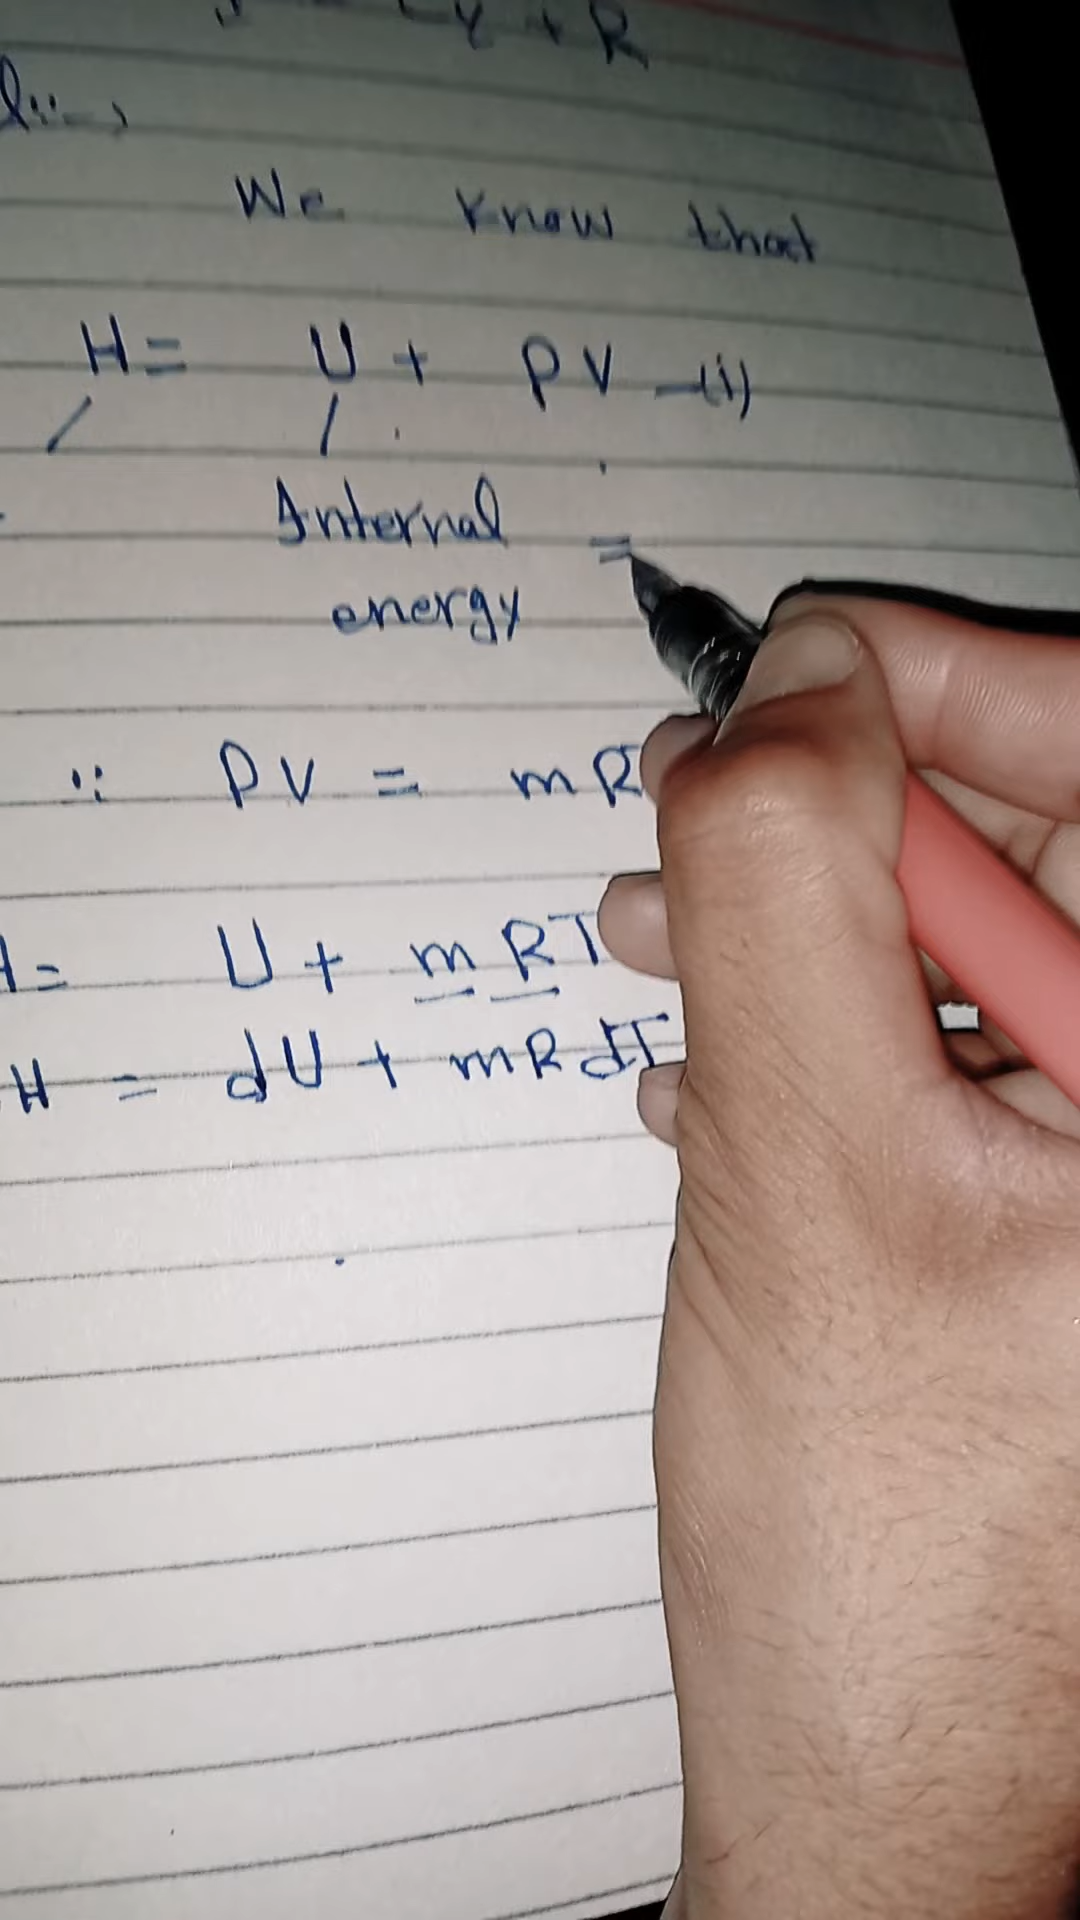 + R
We know that
H = U + PV —(i)
Internal =
energy
∵ PV = mR
= U + mRT
H = dU + mRdT